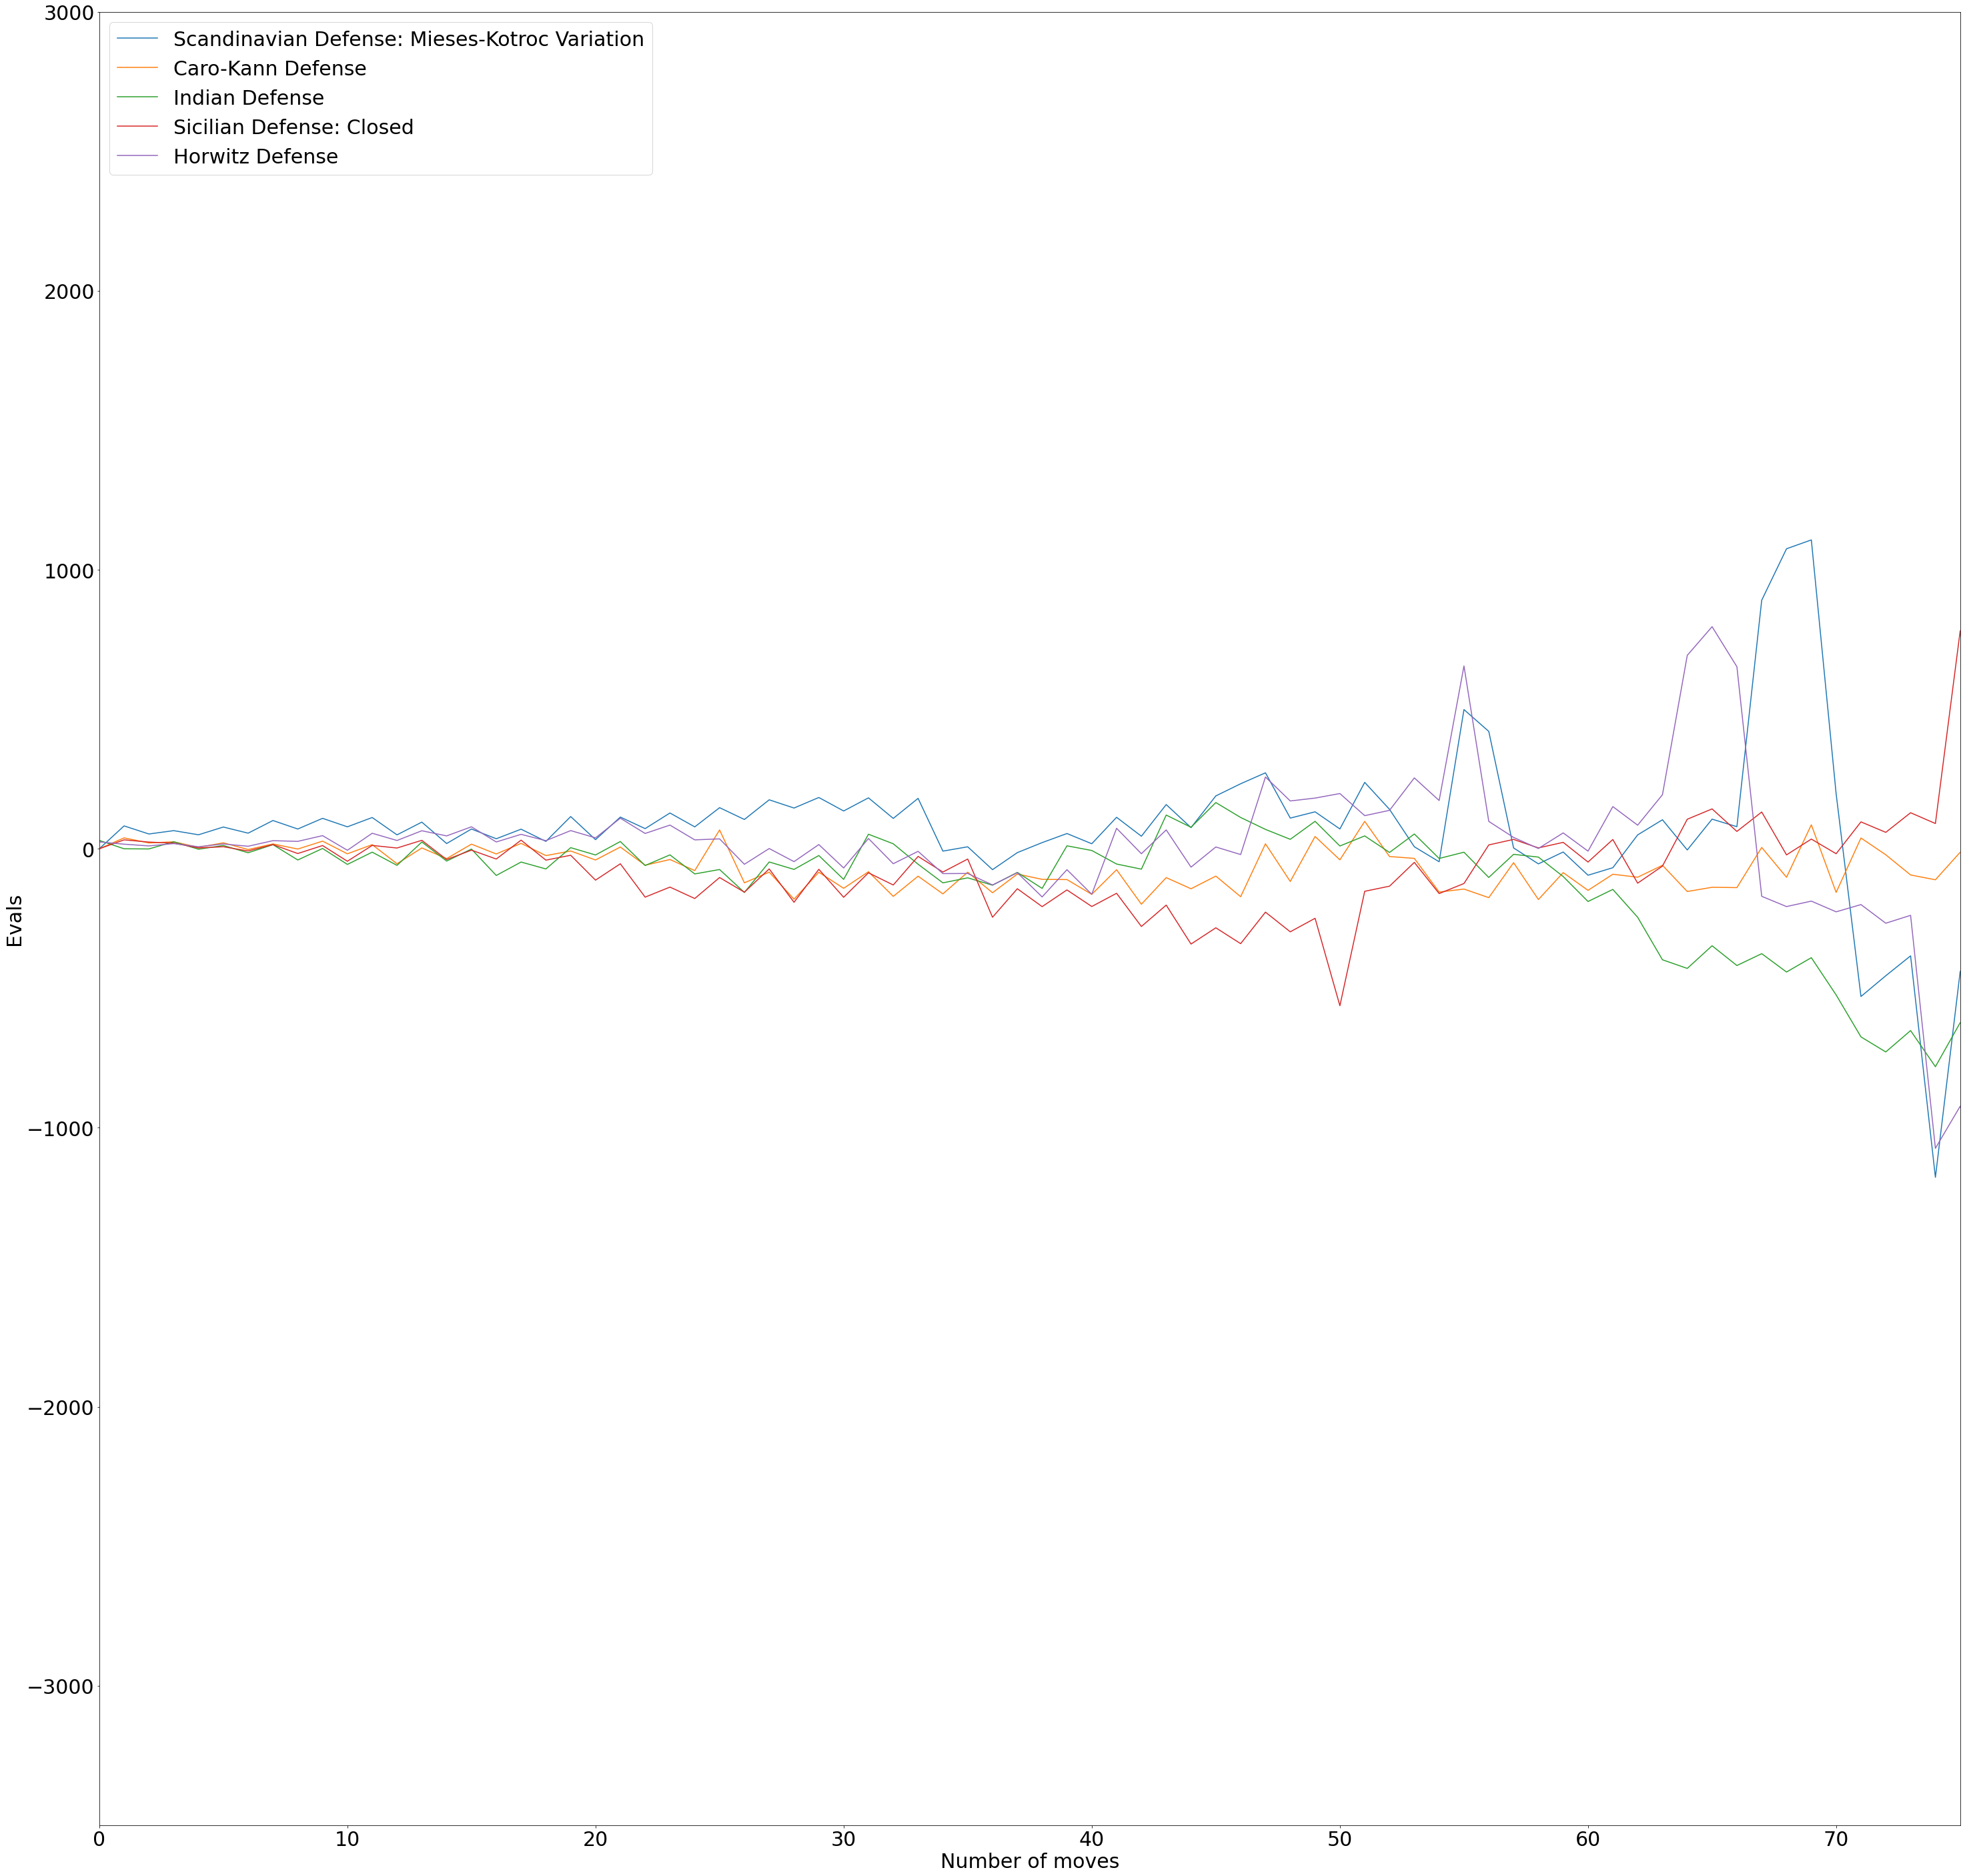 3000
Scandinavian Defense: Mieses-Kotroc Variation
Caro-Kann Defense
Indian Defense
Sicilian Defense: Closed
Horwitz Defense
2000
1000
0
Evals
−1000
−2000
−3000
0 10 20 30 40 50 60 70
Number of moves